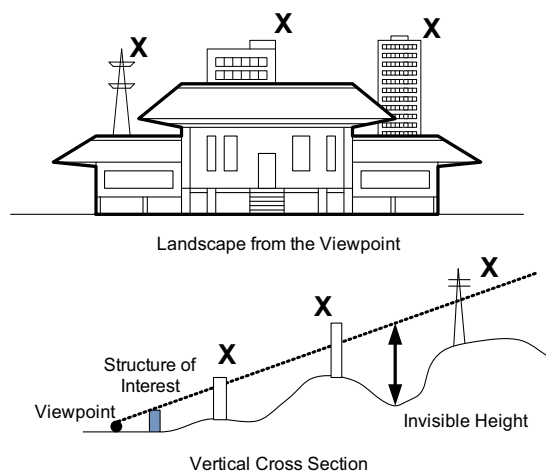 X
X
X
Landscape from the Viewpoint
X
X
X
Structure of
Interest
Viewpoint
Invisible Height
Vertical Cross Section